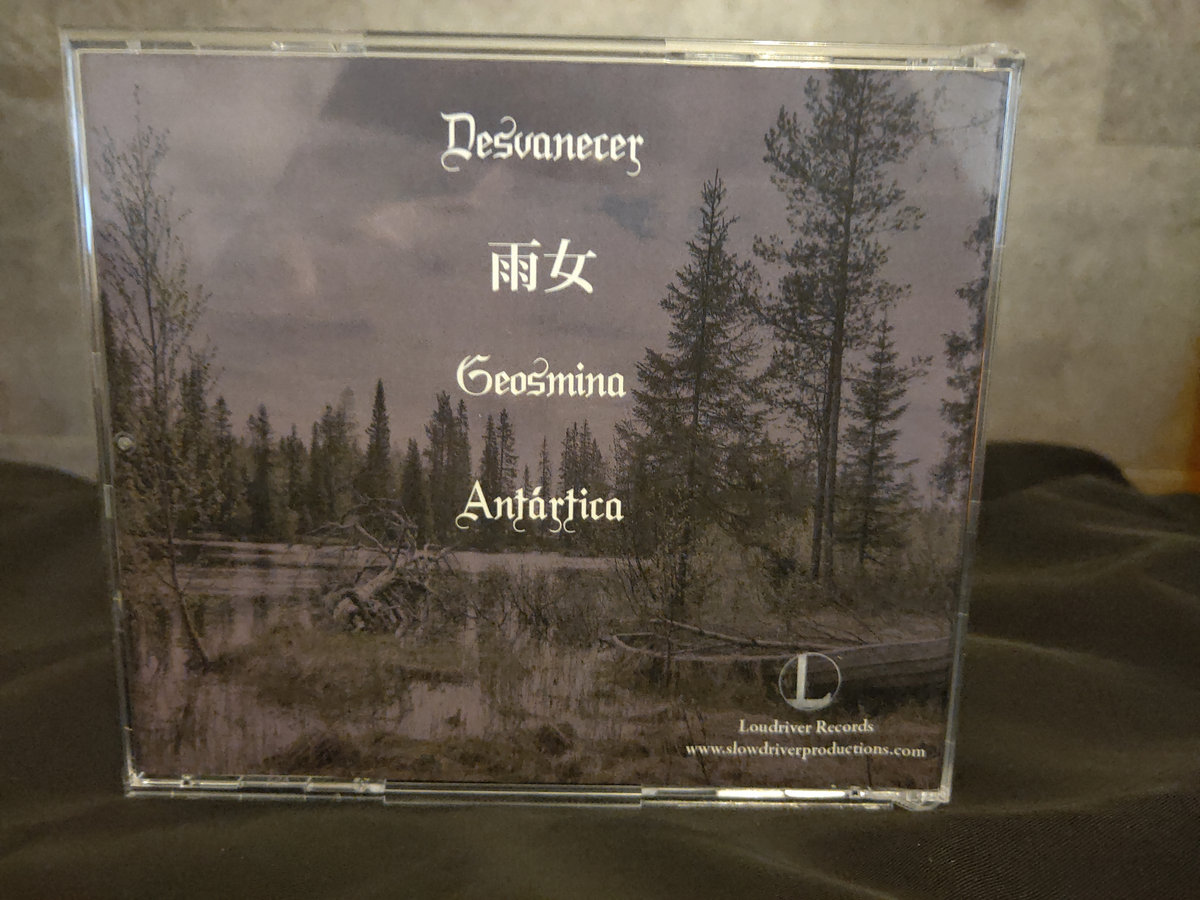 Desvanecer
雨女
Geosmina
Antártica
L
Loudriver Records
www.slowdriverproductions.com